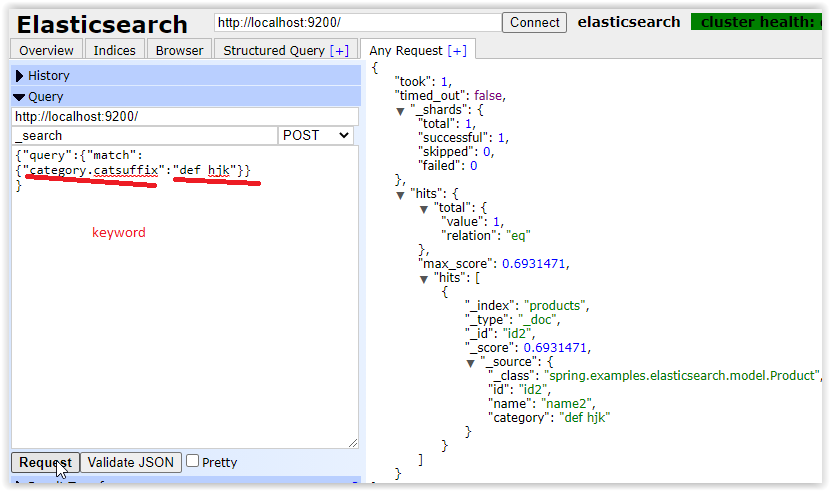 Elasticsearch http://localhost:9200/ Connect elasticsearch cluster health:
Overview Indices Browser Structured Query [+] Any Request [+]
History
Query
http://localhost:9200/
_search POST
{"query":{"match":
{"category.catsuffix":"def hjk"}}
}
keyword
Request Validate JSON Pretty
{
"took": 1,
"timed_out": false,
"_shards": {
"total": 1,
"successful": 1,
"skipped": 0,
"failed": 0
},
"hits": {
"total": {
"value": 1,
"relation": "eq"
},
"max_score": 0.6931471,
"hits": [
{
"_index": "products",
"_type": "_doc",
"_id": "id2",
"_score": 0.6931471,
"_source": {
"_class": "spring.examples.elasticsearch.model.Product",
"id": "id2",
"name": "name2",
"category": "def hjk"
}
}
]
}